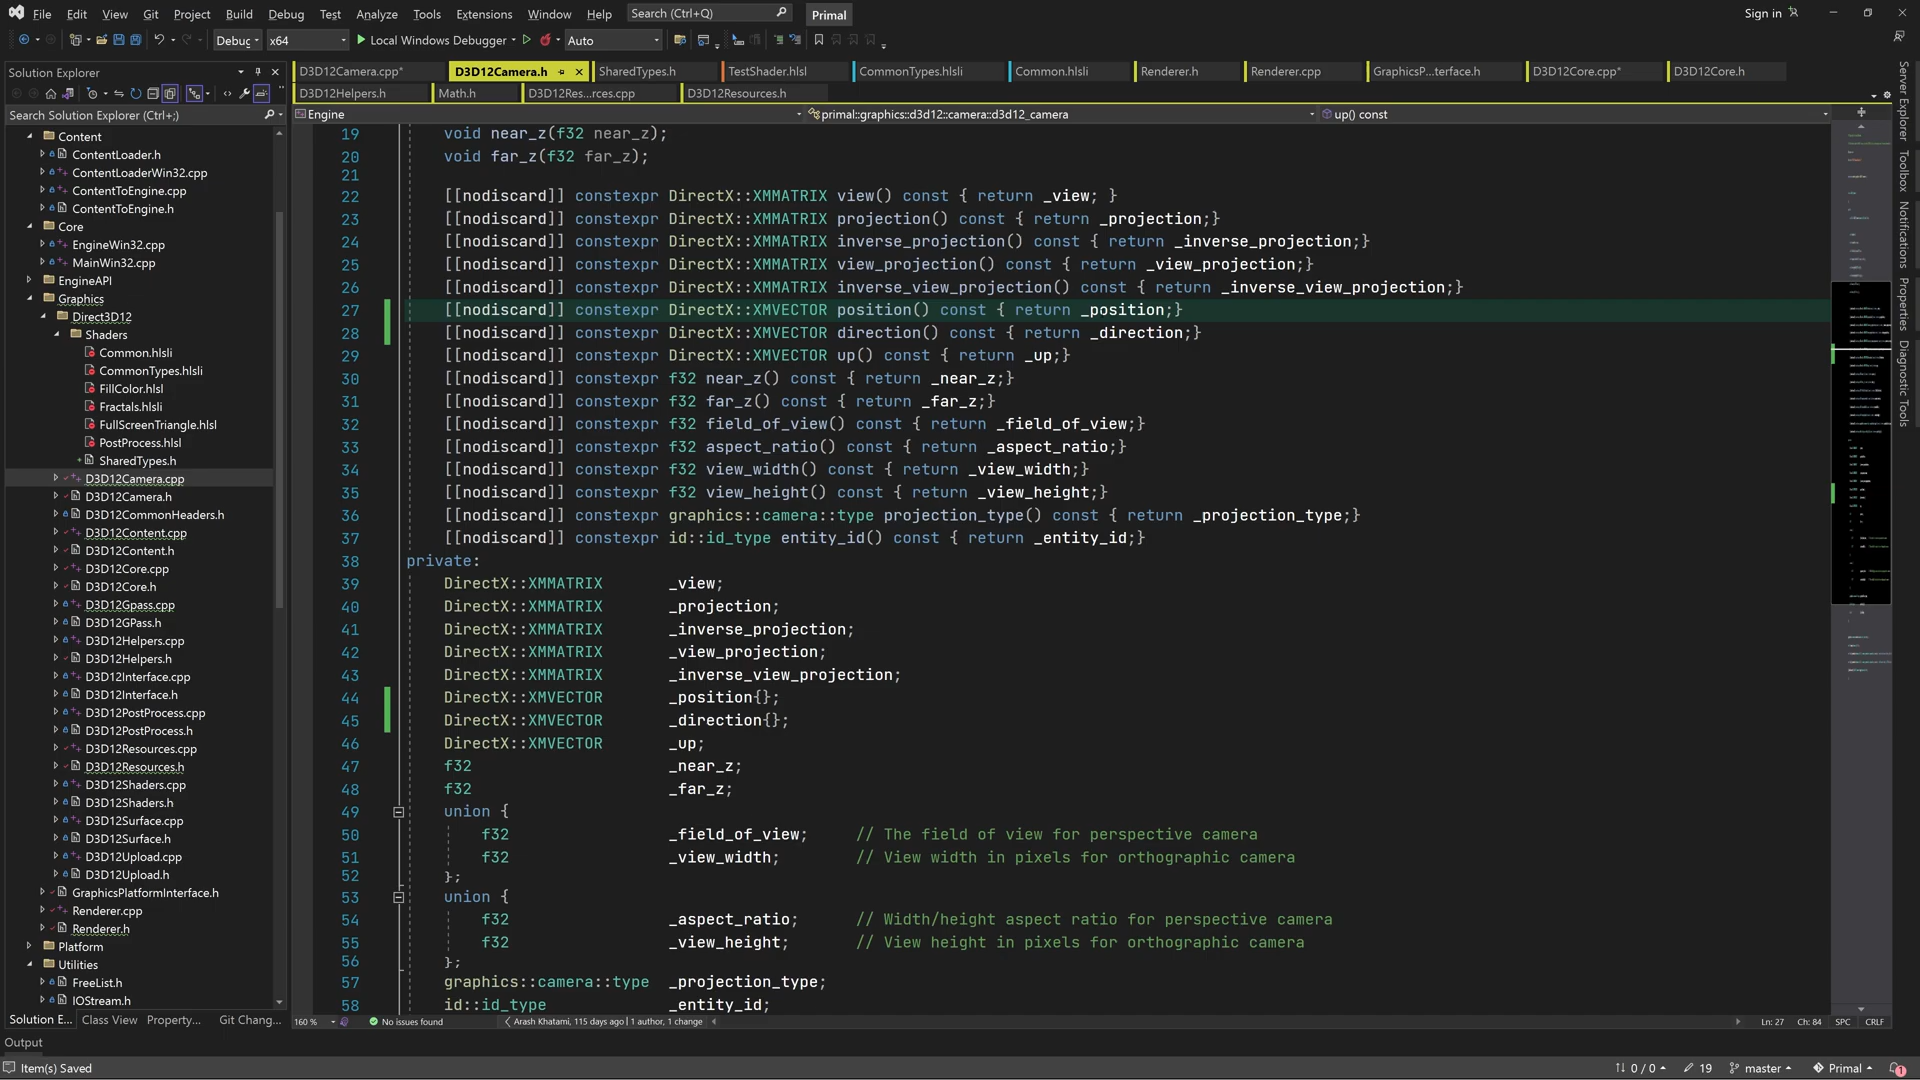 File Edit View Git Project Build Debug Test Analyze Tools Extensions Window Help Search (Ctrl+Q) Primal Sign in
Debug x64 Local Windows Debugger Auto
Solution Explorer
Search Solution Explorer (Ctrl+;)
Content
ContentLoader.h
ContentLoaderWin32.cpp
ContentToEngine.cpp
ContentToEngine.h
Core
EngineWin32.cpp
MainWin32.cpp
EngineAPI
Graphics
Direct3D12
Shaders
Common.hlsli
CommonTypes.hlsli
FillColor.hlsl
Fractals.hlsli
FullScreenTriangle.hlsl
PostProcess.hlsl
SharedTypes.h
D3D12Camera.cpp
D3D12Camera.h
D3D12CommonHeaders.h
D3D12Content.cpp
D3D12Content.h
D3D12Core.cpp
D3D12Core.h
D3D12Gpass.cpp
D3D12GPass.h
D3D12Helpers.cpp
D3D12Helpers.h
D3D12Interface.cpp
D3D12Interface.h
D3D12PostProcess.cpp
D3D12PostProcess.h
D3D12Resources.cpp
D3D12Resources.h
D3D12Shaders.cpp
D3D12Shaders.h
D3D12Surface.cpp
D3D12Surface.h
D3D12Upload.cpp
D3D12Upload.h
GraphicsPlatformInterface.h
Renderer.cpp
Renderer.h
Platform
Utilities
FreeList.h
IOStream.h
Solution E... Class View Property... Git Chang...
D3D12Camera.cpp* D3D12Camera.h SharedTypes.h TestShader.hlsl CommonTypes.hlsli Common.hlsli Renderer.h Renderer.cpp GraphicsP...terface.h D3D12Core.cpp* D3D12Core.h
D3D12Helpers.h Math.h D3D12Res...rces.cpp D3D12Resources.h
Engine primal::graphics::d3d12::camera::d3d12_camera up() const
19 void near_z(f32 near_z);
20 void far_z(f32 far_z);
21
22 [[nodiscard]] constexpr DirectX::XMMATRIX view() const { return _view; }
23 [[nodiscard]] constexpr DirectX::XMMATRIX projection() const { return _projection;}
24 [[nodiscard]] constexpr DirectX::XMMATRIX inverse_projection() const { return _inverse_projection;}
25 [[nodiscard]] constexpr DirectX::XMMATRIX view_projection() const { return _view_projection;}
26 [[nodiscard]] constexpr DirectX::XMMATRIX inverse_view_projection() const { return _inverse_view_projection;}
27 [[nodiscard]] constexpr DirectX::XMVECTOR position() const { return _position;}
28 [[nodiscard]] constexpr DirectX::XMVECTOR direction() const { return _direction;}
29 [[nodiscard]] constexpr DirectX::XMVECTOR up() const { return _up;}
30 [[nodiscard]] constexpr f32 near_z() const { return _near_z;}
31 [[nodiscard]] constexpr f32 far_z() const { return _far_z;}
32 [[nodiscard]] constexpr f32 field_of_view() const { return _field_of_view;}
33 [[nodiscard]] constexpr f32 aspect_ratio() const { return _aspect_ratio;}
34 [[nodiscard]] constexpr f32 view_width() const { return _view_width;}
35 [[nodiscard]] constexpr f32 view_height() const { return _view_height;}
36 [[nodiscard]] constexpr graphics::camera::type projection_type() const { return _projection_type;}
37 [[nodiscard]] constexpr id::id_type entity_id() const { return _entity_id;}
38 private:
39 DirectX::XMMATRIX _view;
40 DirectX::XMMATRIX _projection;
41 DirectX::XMMATRIX _inverse_projection;
42 DirectX::XMMATRIX _view_projection;
43 DirectX::XMMATRIX _inverse_view_projection;
44 DirectX::XMVECTOR _position{};
45 DirectX::XMVECTOR _direction{};
46 DirectX::XMVECTOR _up;
47 f32 _near_z;
48 f32 _far_z;
49 union {
50 f32 _field_of_view; // The field of view for perspective camera
51 f32 _view_width; // View width in pixels for orthographic camera
52 };
53 union {
54 f32 _aspect_ratio; // Width/height aspect ratio for perspective camera
55 f32 _view_height; // View height in pixels for orthographic camera
56 };
57 graphics::camera::type _projection_type;
58 id::id_type _entity_id;
160 % No issues found Arash Khatami, 115 days ago | 1 author, 1 change Ln: 27 Ch: 84 SPC CRLF
Server Explorer
Toolbox
Notifications
Properties
Diagnostic Tools
Output
Item(s) Saved 0 / 0 19 master Primal 1